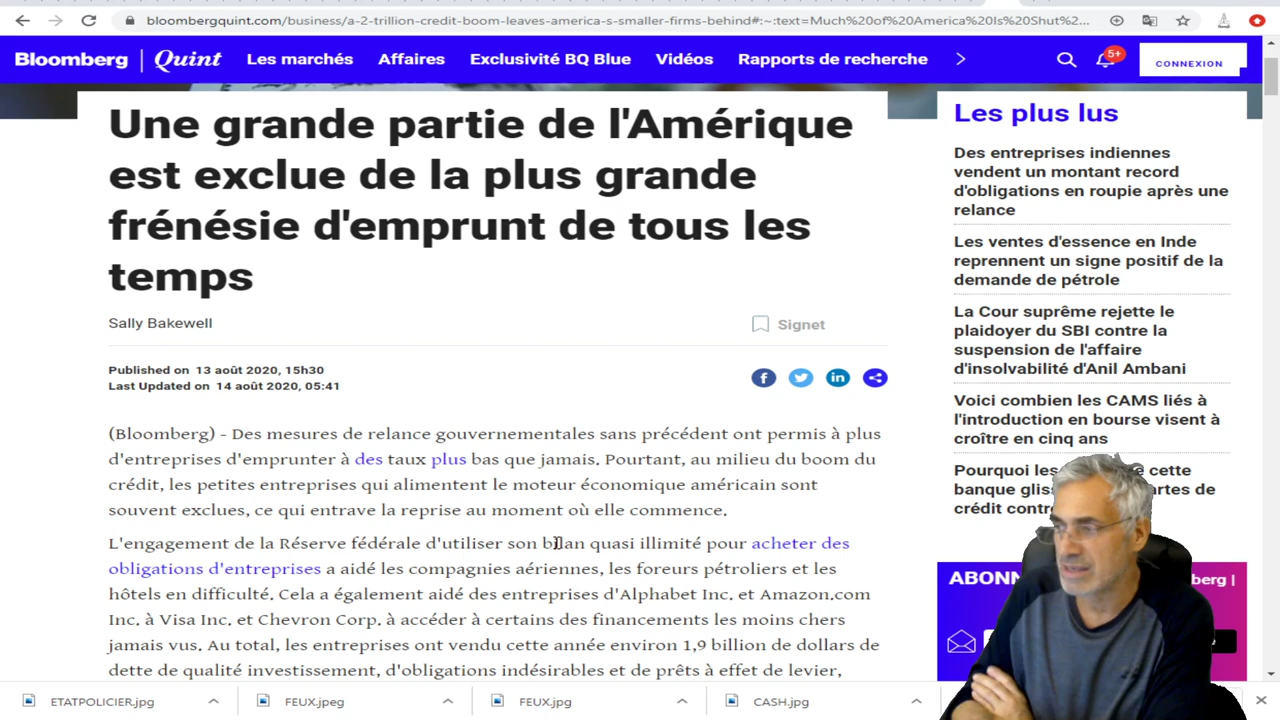 bloombergquint.com/business/a-2-trillion-credit-boom-leaves-america-s-smaller-firms-behind#:~:text=Much%20of%20America%20Is%20Shut%2...
Bloomberg | Quint
Les marchés
Affaires
Exclusivité BQ Blue
Vidéos
Rapports de recherche
5+
CONNEXION
Une grande partie de l'Amérique
est exclue de la plus grande
frénésie d'emprunt de tous les
temps
Sally Bakewell
Signet
Published on 13 août 2020, 15h30
Last Updated on 14 août 2020, 05:41
(Bloomberg) - Des mesures de relance gouvernementales sans précédent ont permis à plus
d'entreprises d'emprunter à des taux plus bas que jamais. Pourtant, au milieu du boom du
crédit, les petites entreprises qui alimentent le moteur économique américain sont
souvent exclues, ce qui entrave la reprise au moment où elle commence.
L'engagement de la Réserve fédérale d'utiliser son bilan quasi illimité pour acheter des
obligations d'entreprises a aidé les compagnies aériennes, les foreurs pétroliers et les
hôtels en difficulté. Cela a également aidé des entreprises d'Alphabet Inc. et Amazon.com
Inc. à Visa Inc. et Chevron Corp. à accéder à certains des financements les moins chers
jamais vus. Au total, les entreprises ont vendu cette année environ 1,9 billion de dollars de
dette de qualité investissement, d'obligations indésirables et de prêts à effet de levier,
Les plus lus
Des entreprises indiennes
vendent un montant record
d'obligations en roupie après une
relance
Les ventes d'essence en Inde
reprennent un signe positif de la
demande de pétrole
La Cour suprême rejette le
plaidoyer du SBI contre la
suspension de l'affaire
d'insolvabilité d'Anil Ambani
Voici combien les CAMS liés à
l'introduction en bourse visent à
croître en cinq ans
Pourquoi les cette
banque
de
crédit
ETATPOLICIER.jpg
FEUX.jpeg
FEUX.jpg
CASH.jpg